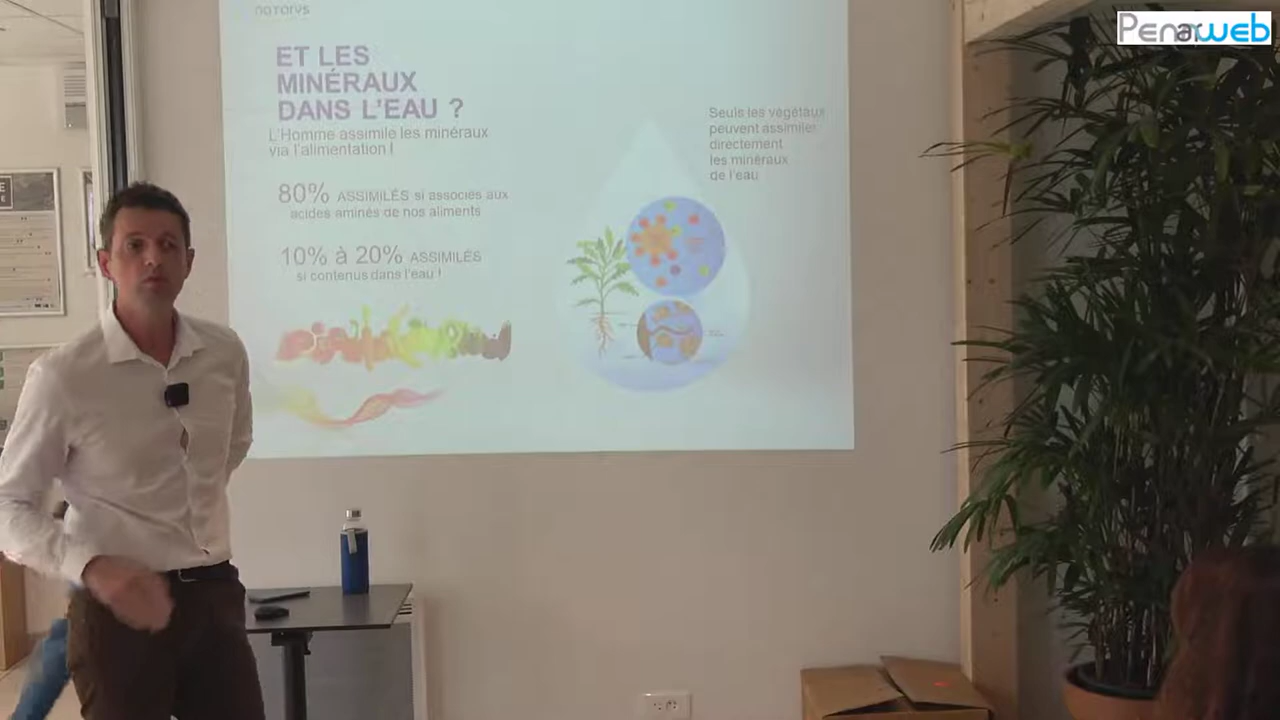 naTorus
ET LES
MINÉRAUX
DANS L'EAU ?
L'Homme assimile les minéraux
via l'alimentation !
80% ASSIMILÉS si associés aux
acides aminés de nos aliments
10% à 20% ASSIMILÉS
si contenus dans l'eau !
Seuls les végétaux
peuvent assimiler
directement
les minéraux
de l'eau
Penarweb